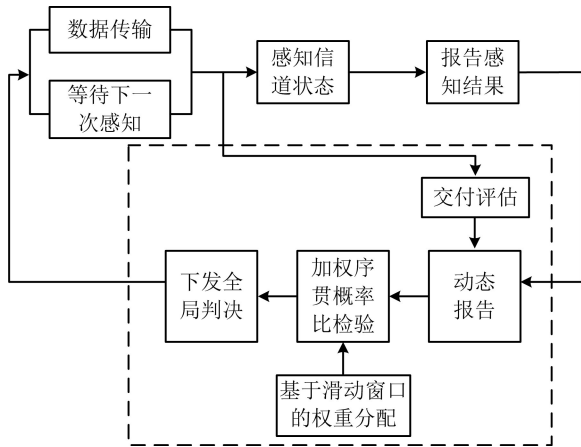 数据传输
等待下一
次感知
感知信
道状态
报告感
知结果
交付评估
下发全
局判决
加权序
贯概率
比检验
动态
报告
基于滑动窗口
的权重分配